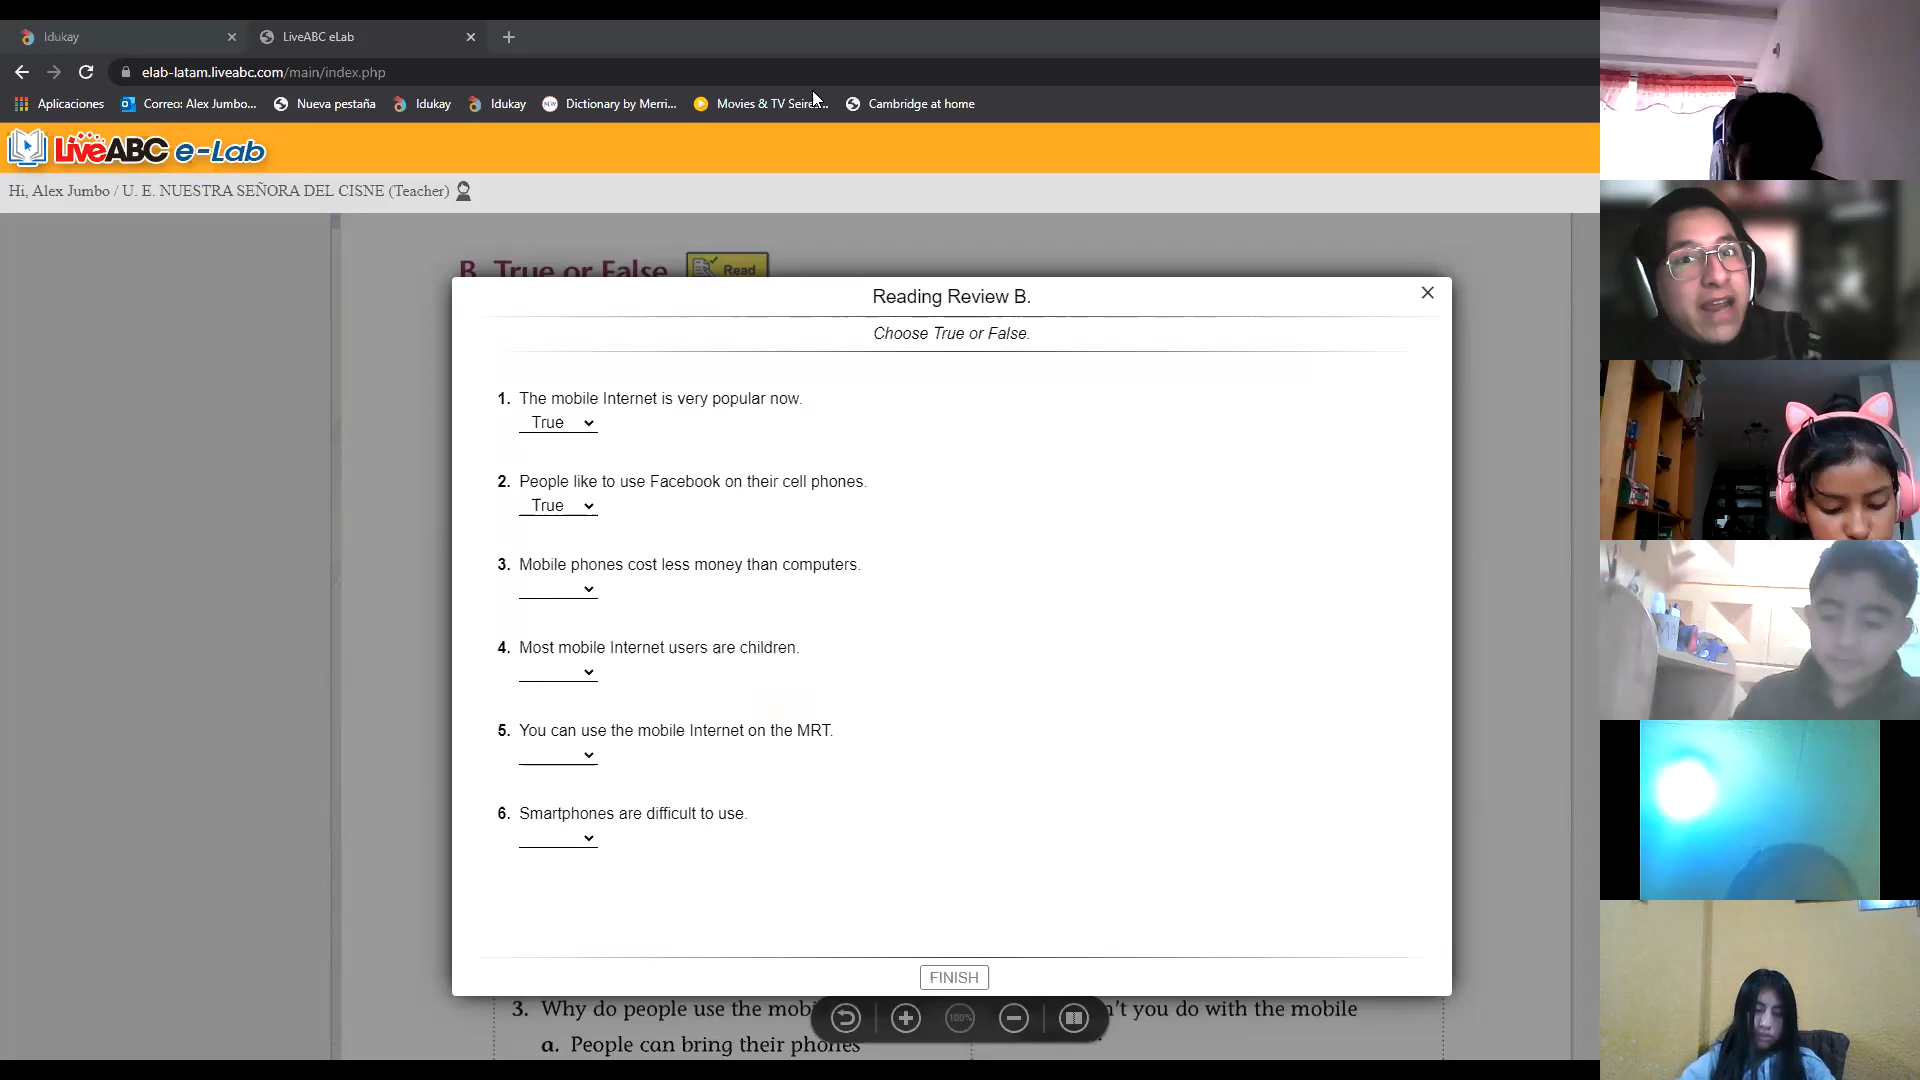 Idukay
LiveABC eLab
elab-latam.liveabc.com/main/index.php
Aplicaciones
Correo: Alex Jumbo...
Nueva pestaña
Idukay
Idukay
Dictionary by Merri...
Movies & TV Seire...
Cambridge at home
LiveABC e-Lab
Hi, Alex Jumbo / U. E. NUESTRA SEÑORA DEL CISNE (Teacher)
B. True or False
Read
Reading Review B.
Choose True or False.
1. The mobile Internet is very popular now.
True
2. People like to use Facebook on their cell phones.
True
3. Mobile phones cost less money than computers.
4. Most mobile Internet users are children.
5. You can use the mobile Internet on the MRT.
6. Smartphones are difficult to use.
FINISH
3. Why do people use the mobi
n't you do with the mobile
100%
a. People can bring their phones